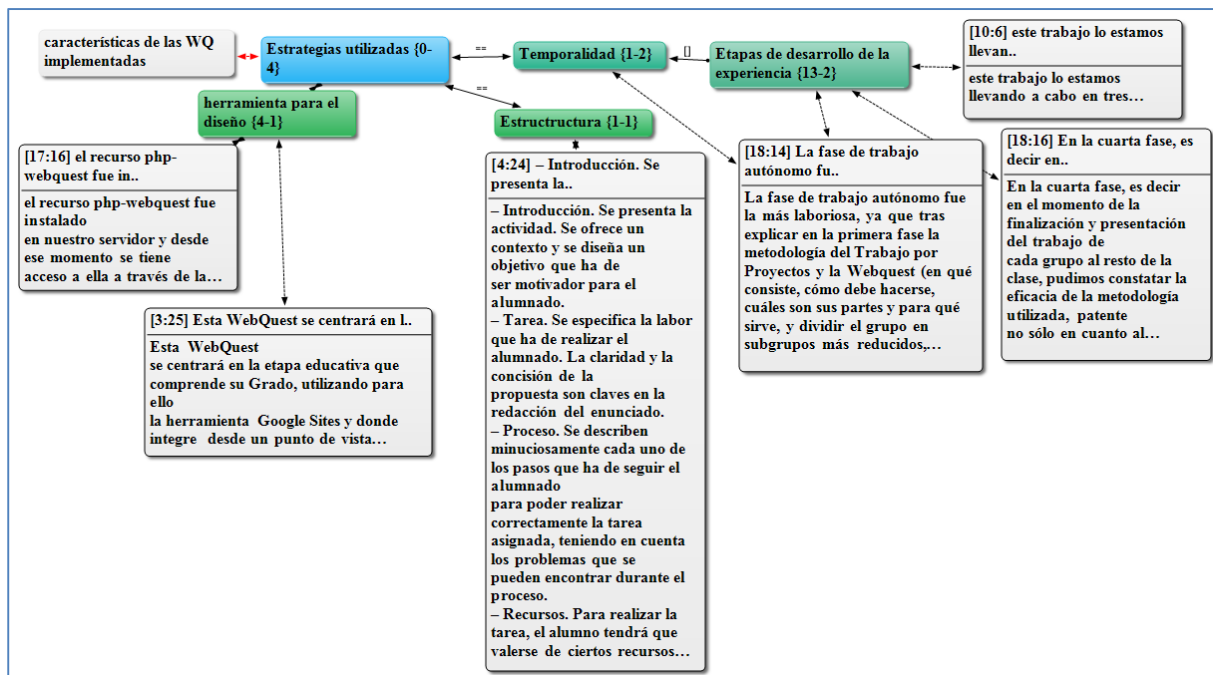 características de las WQ
implementadas
Estrategias utilizadas {0-
4}
==
Temporalidad {1-2}
[]
Etapas de desarrollo de la
experiencia {13-2}
[10:6] este trabajo lo estamos
llevan..
este trabajo lo estamos
llevando a cabo en tres…
herramienta para el
diseño {4-1}
==
Estructructura {1-1}
[17:16] el recurso php-
webquest fue in..
el recurso php-webquest fue
instalado
en nuestro servidor y desde
ese momento se tiene
acceso a ella a través de la…
[3:25] Esta WebQuest se centrará en l..
Esta WebQuest
se centrará en la etapa educativa que
comprende su Grado, utilizando para
ello
la herramienta Google Sites y donde
integre desde un punto de vista…
[4:24] – Introducción. Se
presenta la..
– Introducción. Se presenta la
actividad. Se ofrece un
contexto y se diseña un
objetivo que ha de
ser motivador para el
alumnado.
– Tarea. Se especifica la labor
que ha de realizar el
alumnado. La claridad y la
concisión de la
propuesta son claves en la
redacción del enunciado.
– Proceso. Se describen
minuciosamente cada uno de
los pasos que ha de seguir el
alumnado
para poder realizar
correctamente la tarea
asignada, teniendo en cuenta
los problemas que se
pueden encontrar durante el
proceso.
– Recursos. Para realizar la
tarea, el alumno tendrá que
valerse de ciertos recursos…
[18:14] La fase de trabajo
autónomo fu..
La fase de trabajo autónomo fue
la más laboriosa, ya que tras
explicar en la primera fase la
metodología del Trabajo por
Proyectos y la Webquest (en qué
consiste, cómo debe hacerse,
cuáles son sus partes y para qué
sirve, y dividir el grupo en
subgrupos más reducidos,…
[18:16] En la cuarta fase, es
decir en..
En la cuarta fase, es decir
en el momento de la
finalización y presentación
del trabajo de
cada grupo al resto de la
clase, pudimos constatar la
eficacia de la metodología
utilizada, patente
no sólo en cuanto al…